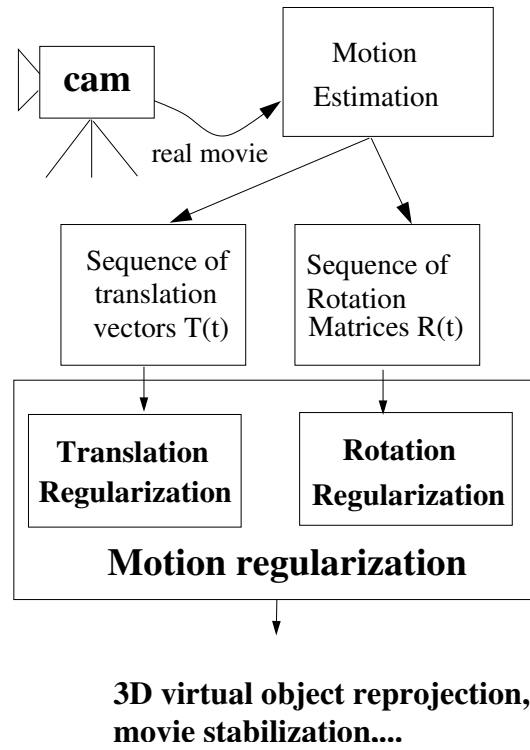 cam
Motion
Estimation
real movie
Sequence of
translation
vectors T(t)
Sequence of
Rotation
Matrices R(t)
Translation
Regularization
Rotation
Regularization
Motion regularization
3D virtual object reprojection,
movie stabilization,...